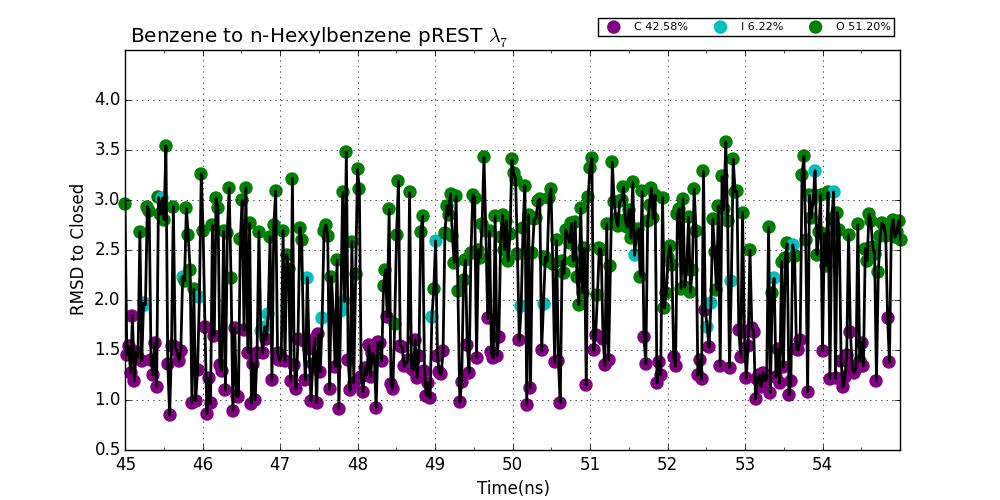 C 42.58% I 6.22% O 51.20%
Benzene to n-Hexylbenzene pREST λ₇
4.0
3.5
3.0
2.5
2.0
1.5
1.0
0.5
RMSD to Closed
45 46 47 48 49 50 51 52 53 54
Time(ns)